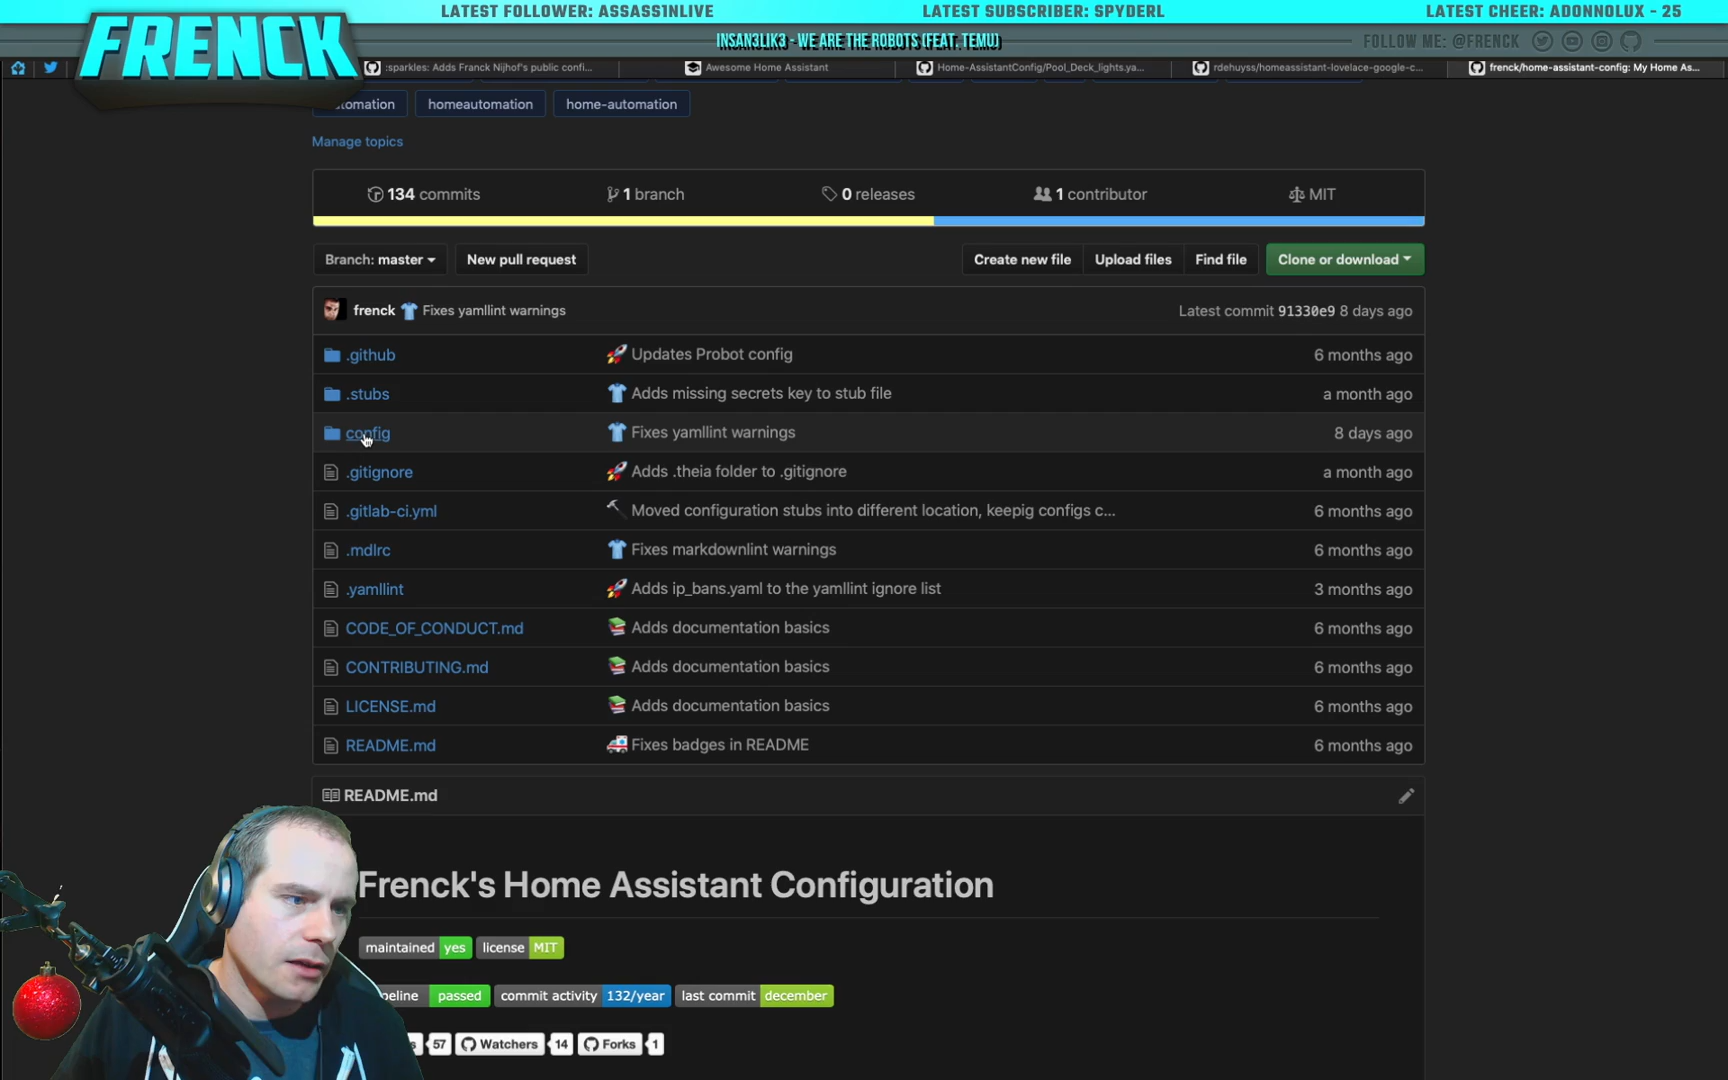 LATEST FOLLOWER: ASSASS1NLIVE
LATEST SUBSCRIBER: SPYDERL
LATEST CHEER: ADONNOLUX - 25
FRENCK
INSAN3LIK3 - WE ARE THE ROBOTS (FEAT. TEMU)
FOLLOW ME: @FRENCK
:sparkles: Adds Franck Nijhof's public confi...
Awesome Home Assistant
Home-AssistantConfig/Pool_Deck_lights.ya...
rdehuyss/homeassistant-lovelace-google-c...
frenck/home-assistant-config: My Home As...
homeautomation
home-automation
Manage topics
134 commits
1 branch
0 releases
1 contributor
MIT
Branch: master
New pull request
Create new file
Upload files
Find file
Clone or download
frenck Fixes yamllint warnings
Latest commit 91330e9 8 days ago
.github Updates Probot config 6 months ago
.stubs Adds missing secrets key to stub file a month ago
config Fixes yamllint warnings 8 days ago
.gitignore Adds .theia folder to .gitignore a month ago
.gitlab-ci.yml Moved configuration stubs into different location, keepig configs c... 6 months ago
.mdlrc Fixes markdownlint warnings 6 months ago
.yamllint Adds ip_bans.yaml to the yamllint ignore list 3 months ago
CODE_OF_CONDUCT.md Adds documentation basics 6 months ago
CONTRIBUTING.md Adds documentation basics 6 months ago
LICENSE.md Adds documentation basics 6 months ago
README.md Fixes badges in README 6 months ago
README.md
Frenck's Home Assistant Configuration
maintained yes license MIT
peline passed commit activity 132/year last commit december
s 57 Watchers 14 Forks 1